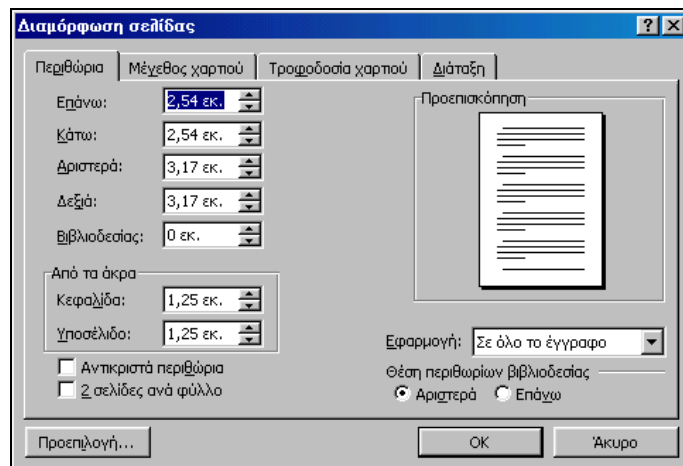 Διαμόρφωση σελίδας
Περιθώρια
Μέγεθος χαρτιού
Τροφοδοσία χαρτιού
Διάταξη
Επάνω: 2,54 εκ.
Κάτω: 2,54 εκ.
Αριστερά: 3,17 εκ.
Δεξιά: 3,17 εκ.
Βιβλιοδεσίας: 0 εκ.
Από τα άκρα
Κεφαλίδα: 1,25 εκ.
Υποσέλιδο: 1,25 εκ.
Αντικριστά περιθώρια
2 σελίδες ανά φύλλο
Προεπισκόπηση
Εφαρμογή: Σε όλο το έγγραφο
Θέση περιθωρίων βιβλιοδεσίας
Αριστερά Επάνω
Προεπιλογή...
OK
Άκυρο